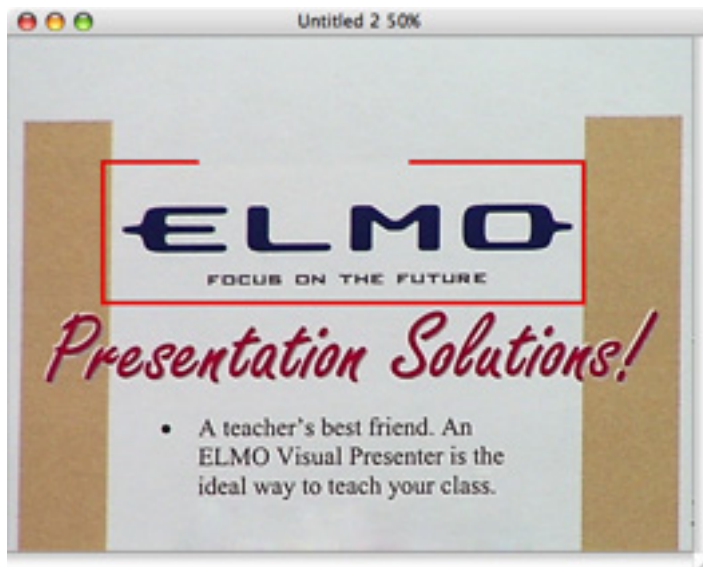 Untitled 2 50%
ELMO
FOCUS ON THE FUTURE
Presentation Solutions!
• A teacher's best friend. An
ELMO Visual Presenter is the
ideal way to teach your class.